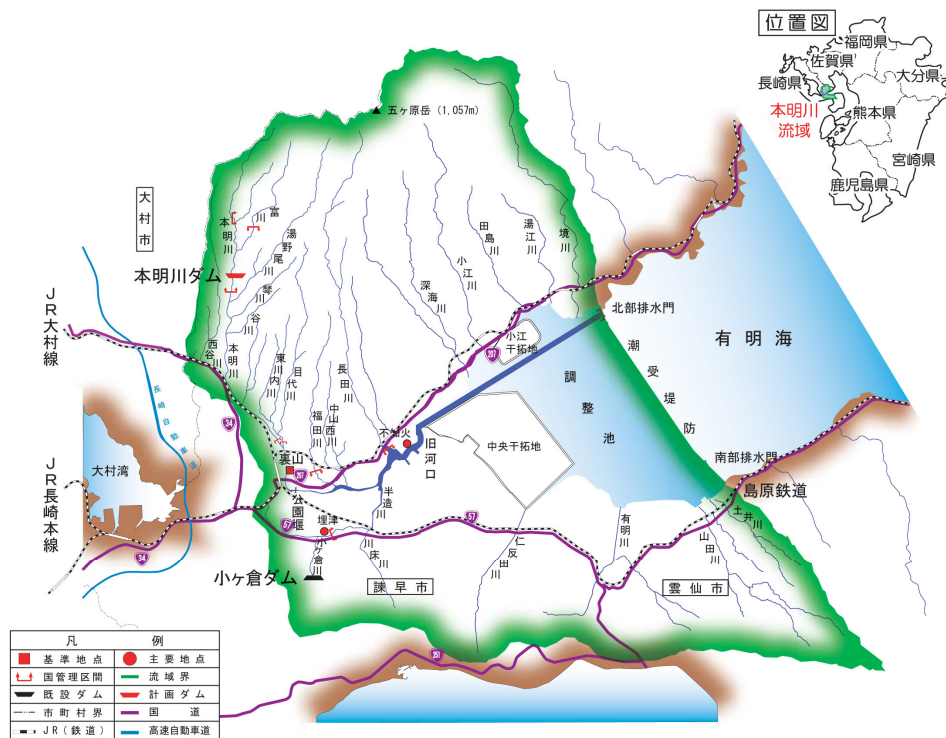 位置図
福岡県
佐賀県
大分県
長崎県
熊本県
本明川
流域
宮崎県
鹿児島県
五ヶ原岳 (1,057m)
大村市
本明川
富川
湯野尾川
琴川
谷川
本明川ダム
西谷川
本明川
東川内川
目代川
福田川
中山西川
長田川
深海川
小江川
田島川
湯江川
境川
北部排水門
小江
干拓地
207
有明海
潮受堤防
調整池
中央干拓地
旧河口
不知火
裏山
207
公園堰
半造川
埋津
小ヶ倉川
川床川
小ヶ倉ダム
諫早市
仁反田川
有明川
山田川
土井川
雲仙市
南部排水門
島原鉄道
57
57
34
34
251
JR大村線
長崎自動車道
大村湾
JR長崎本線
凡 例
基準地点 主要地点
国管理区間 流域界
既設ダム 計画ダム
市町村界 国道
JR(鉄道) 高速自動車道